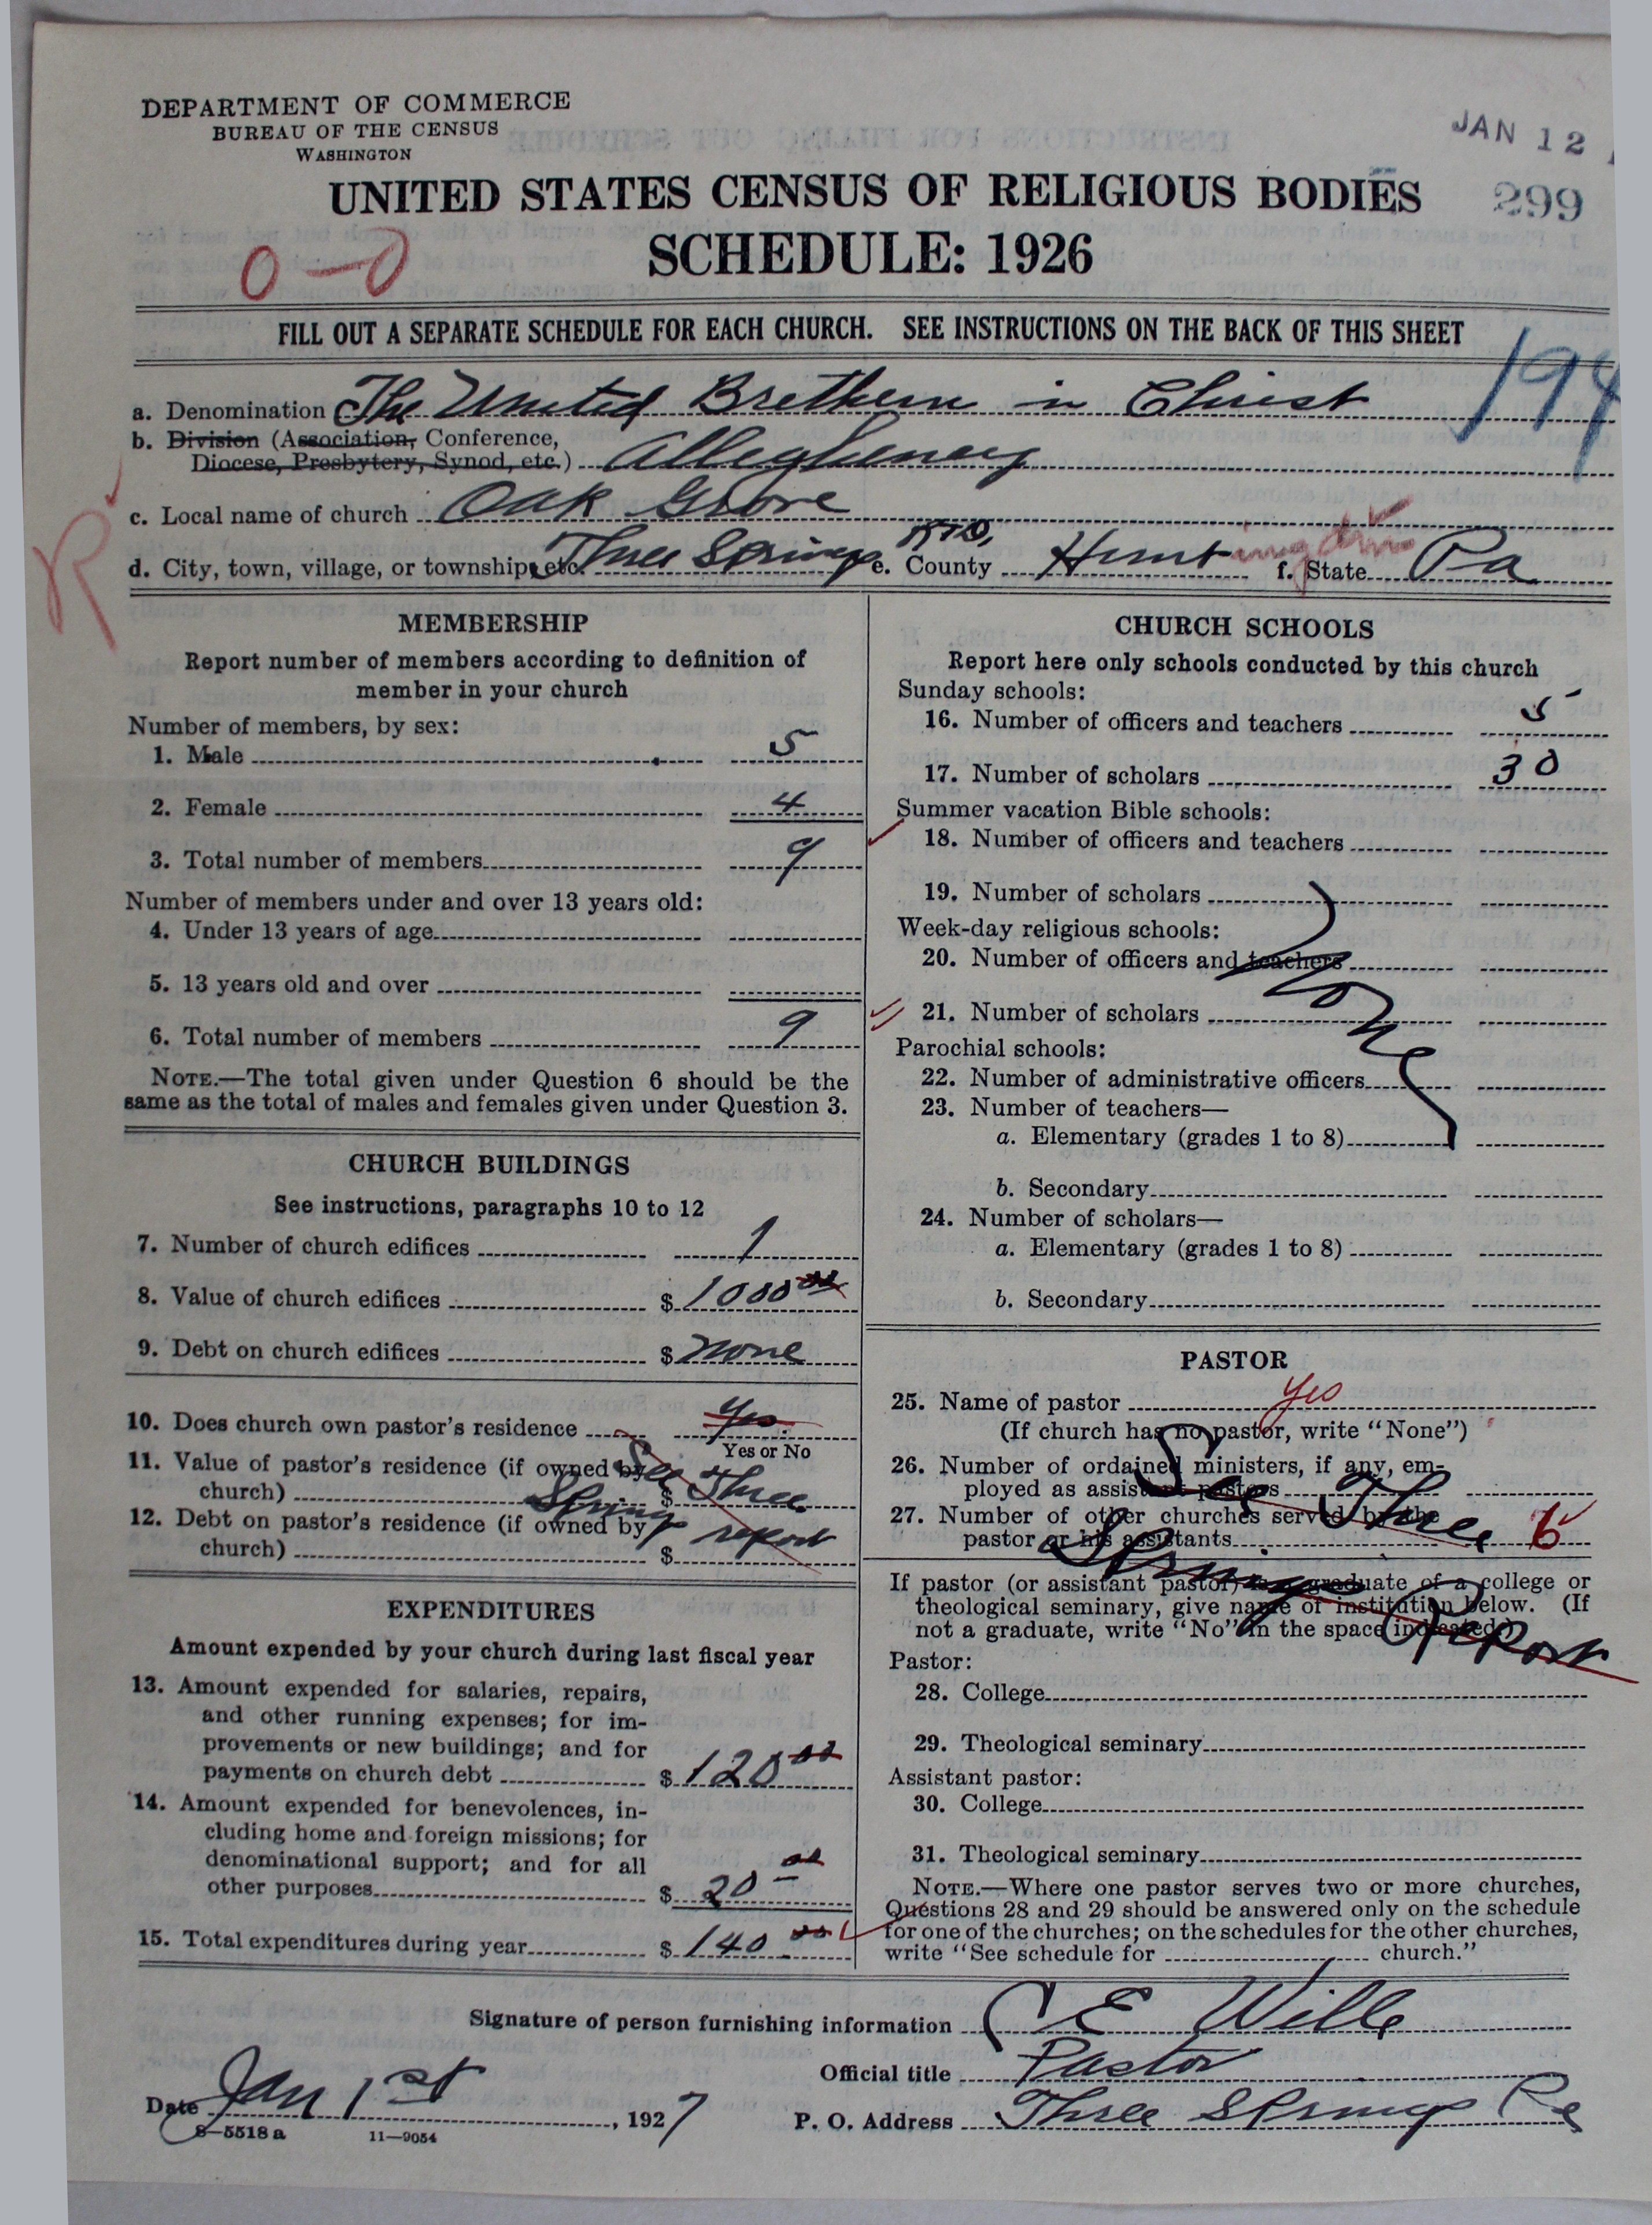 DEPARTMENT OF COMMERCE
BUREAU OF THE CENSUS
WASHINGTON
JAN 12
UNITED STATES CENSUS OF RELIGIOUS BODIES
299
SCHEDULE: 1926
0—0
FILL OUT A SEPARATE SCHEDULE FOR EACH CHURCH. SEE INSTRUCTIONS ON THE BACK OF THIS SHEET
194
a. Denomination The United Brethern in Christ
b. Division (Association, Conference,
Diocese, Presbytery, Synod, etc.) Allegheney
c. Local name of church Oak Grove
R
RFD,
d. City, town, village, or township, etc. Three Springs e. County Huntingdon f. State Pa
MEMBERSHIP
Report number of members according to definition of
member in your church
Number of members, by sex:
1. Male 5
2. Female 4
3. Total number of members 9
Number of members under and over 13 years old:
4. Under 13 years of age
5. 13 years old and over
6. Total number of members 9
NOTE.—The total given under Question 6 should be the
same as the total of males and females given under Question 3.
CHURCH BUILDINGS
See instructions, paragraphs 10 to 12
7. Number of church edifices 1
8. Value of church edifices $ 1000 00
9. Debt on church edifices $ none
10. Does church own pastor's residence Yes
Yes or No
11. Value of pastor's residence (if owned by
church) $
See Three
12. Debt on pastor's residence (if owned by
church) $
Springs report
EXPENDITURES
Amount expended by your church during last fiscal year
13. Amount expended for salaries, repairs,
and other running expenses; for im-
provements or new buildings; and for
payments on church debt $ 120 00
14. Amount expended for benevolences, in-
cluding home and foreign missions; for
denominational support; and for all
other purposes $ 20 00
15. Total expenditures during year $ 140 00
CHURCH SCHOOLS
Report here only schools conducted by this church
Sunday schools:
16. Number of officers and teachers 5
17. Number of scholars 30
Summer vacation Bible schools:
18. Number of officers and teachers
19. Number of scholars
Week-day religious schools:
20. Number of officers and teachers
None
21. Number of scholars
Parochial schools:
22. Number of administrative officers
23. Number of teachers—
a. Elementary (grades 1 to 8)
b. Secondary
24. Number of scholars—
a. Elementary (grades 1 to 8)
b. Secondary
PASTOR
25. Name of pastor yes
(If church has no pastor, write "None")
26. Number of ordained ministers, if any, em-
ployed as assistant pastors
See Three
27. Number of other churches served by the
pastor or his assistants 6
Springs Report
If pastor (or assistant pastor) is a graduate of a college or
theological seminary, give name of institution below. (If
not a graduate, write "No" in the space indicated.)
Pastor:
28. College
29. Theological seminary
Assistant pastor:
30. College
31. Theological seminary
NOTE.—Where one pastor serves two or more churches,
Questions 28 and 29 should be answered only on the schedule
for one of the churches; on the schedules for the other churches,
write "See schedule for church."
Signature of person furnishing information C E Wills
Official title Pastor
Date Jan 1st, 1927
P. O. Address Three Springs Pa
8—5518 a 11—9054